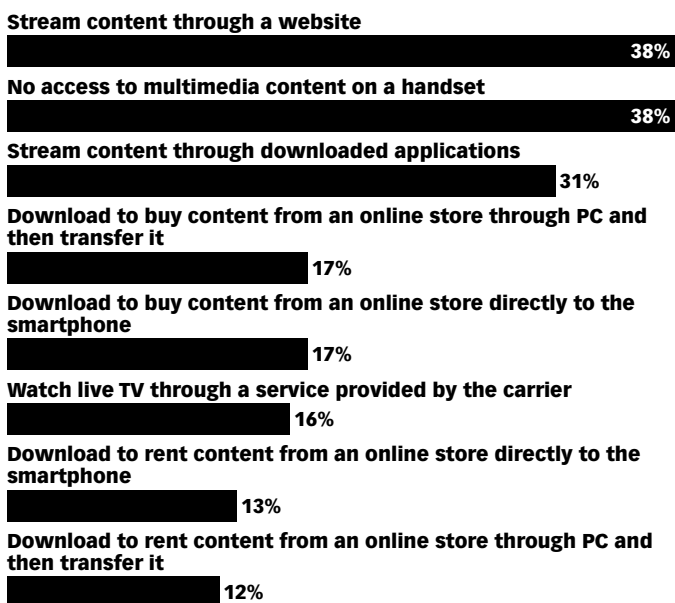 Stream content through a website
38%
No access to multimedia content on a handset
38%
Stream content through downloaded applications
31%
Download to buy content from an online store through PC and
then transfer it
17%
Download to buy content from an online store directly to the
smartphone
17%
Watch live TV through a service provided by the carrier
16%
Download to rent content from an online store directly to the
smartphone
13%
Download to rent content from an online store through PC and
then transfer it
12%